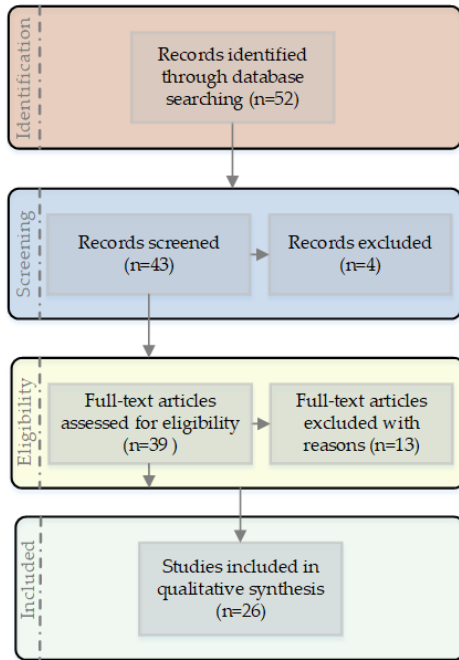 Identification
Records identified
through database
searching (n=52)
Screening
Records screened
(n=43)
Records excluded
(n=4)
Eligibility
Full-text articles
assessed for eligibility
(n=39 )
Full-text articles
excluded with
reasons (n=13)
Included
Studies included in
qualitative synthesis
(n=26)